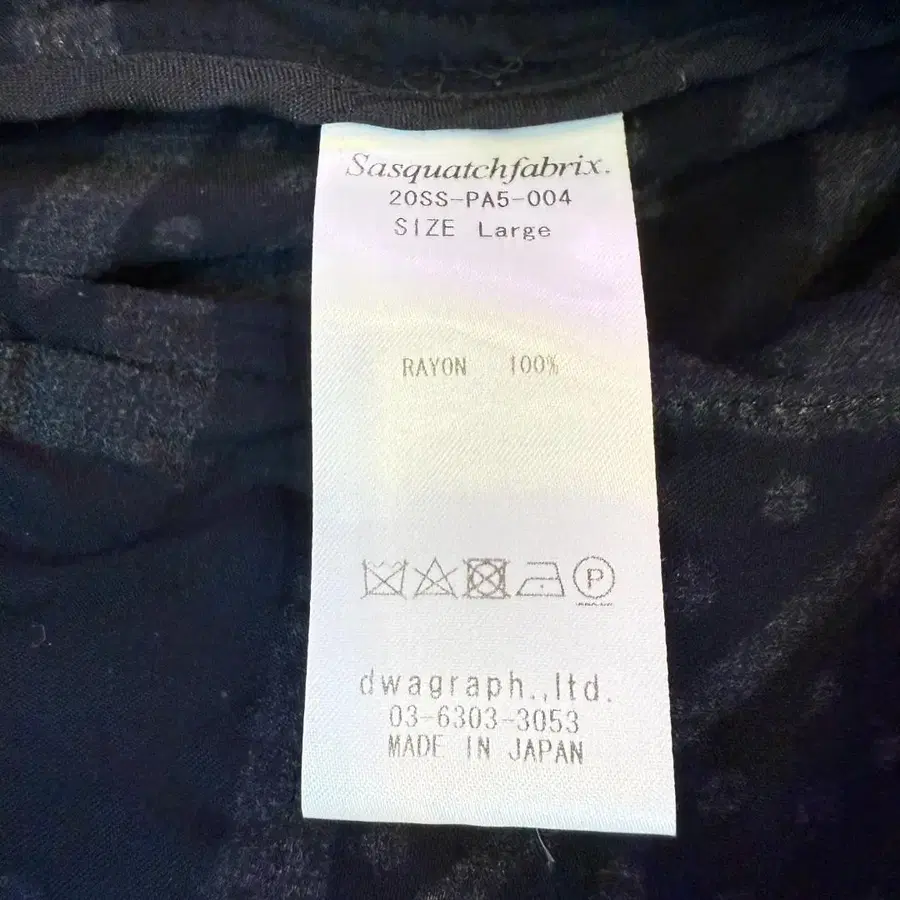 Sasquatchfabrix.
20SS-PA5-004
SIZE Large
RAYON 100%
P
dwagraph.,ltd.
03-6303-3053
MADE IN JAPAN